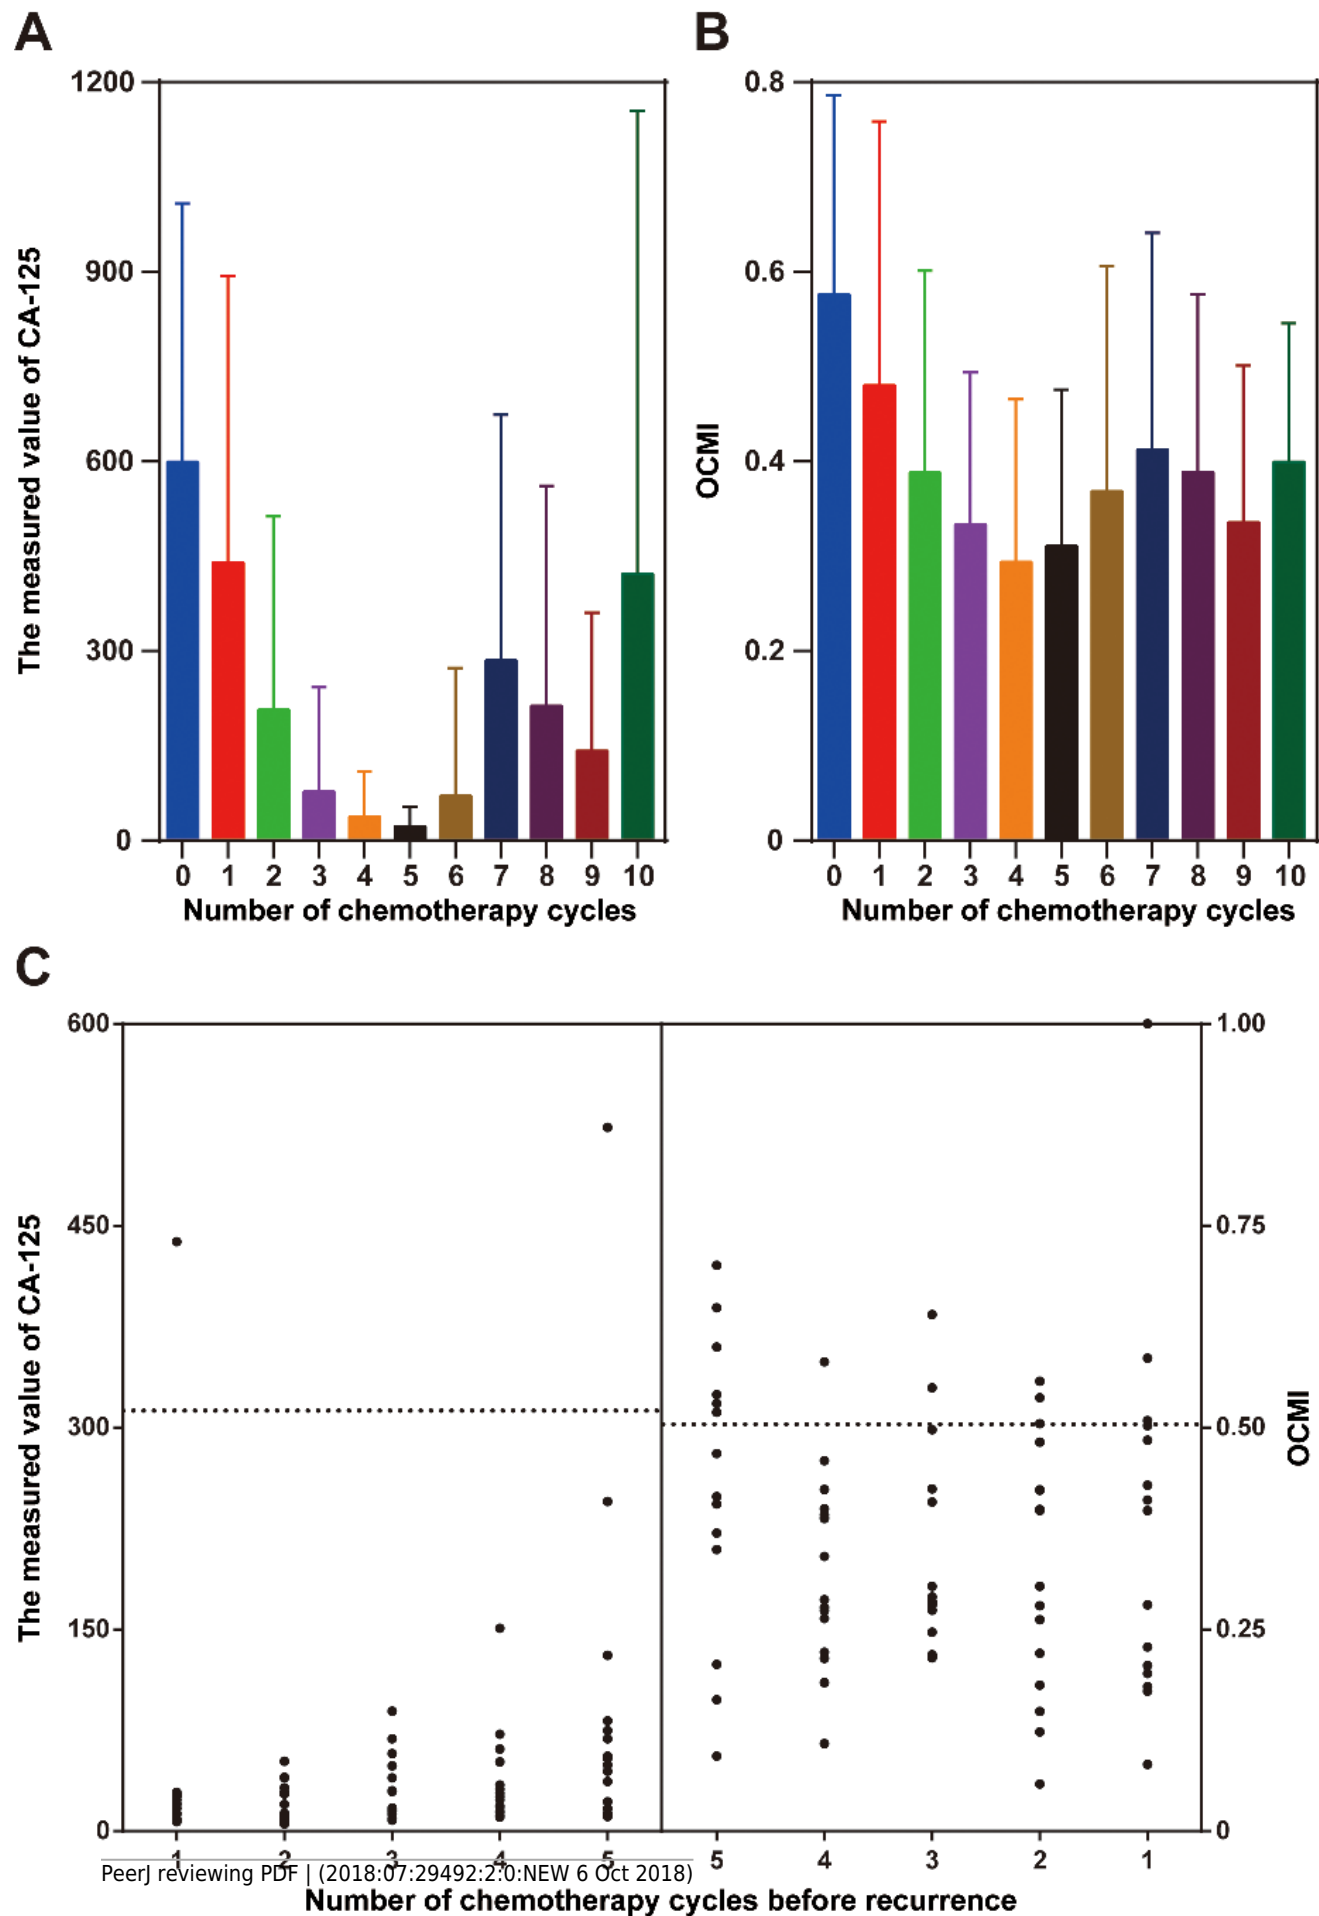 A
B
1200
900
600
300
0
The measured value of CA-125
0 1 2 3 4 5 6 7 8 9 10
Number of chemotherapy cycles
0.8
0.6
0.4
0.2
0
OCMI
0 1 2 3 4 5 6 7 8 9 10
Number of chemotherapy cycles
C
600
450
300
150
0
The measured value of CA-125
1.00
0.75
0.50
0.25
0
OCMI
1 2 3 4 5 5 4 3 2 1
PeerJ reviewing PDF | (2018:07:29492:2:0:NEW 6 Oct 2018)
Number of chemotherapy cycles before recurrence